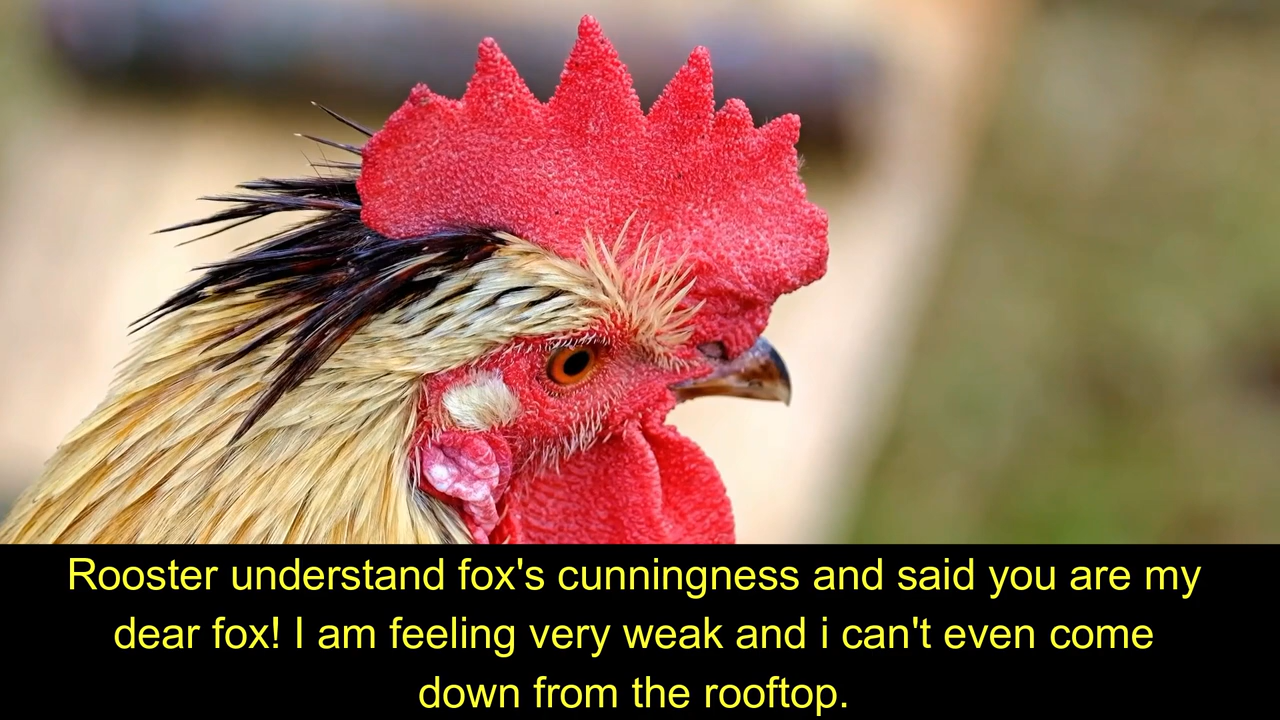 Rooster understand fox's cunningness and said you are my
dear fox! I am feeling very weak and i can't even come
down from the rooftop.